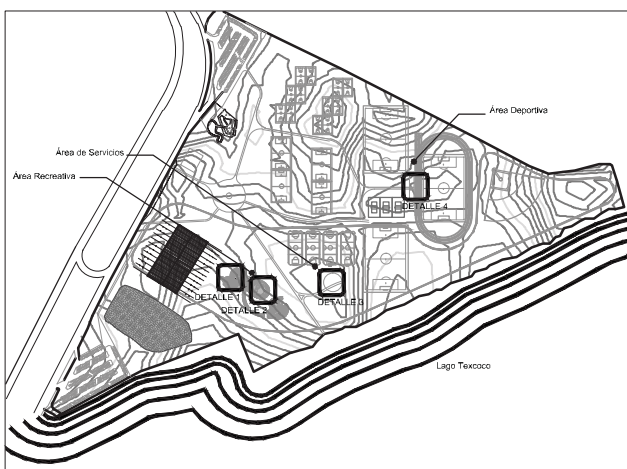 Área Deportiva
Área de Servicios
Área Recreativa
DETALLE 4
DETALLE 1
DETALLE 2
DETALLE 3
Lago Texcoco